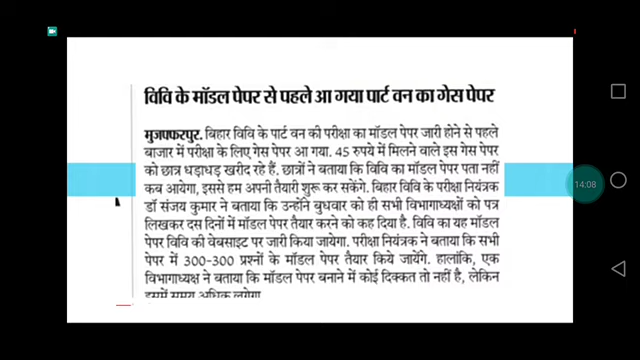 विवि के मॉडल पेपर से पहले आ गया पार्ट वन का गेस पेपर
मुजफ्फरपुर. बिहार विवि के पार्ट वन की परीक्षा का मॉडल पेपर जारी होने से पहले
बाजार में परीक्षा के लिए गेस पेपर आ गया. 45 रुपये में मिलने वाले इस गेस पेपर
को छात्र धड़ाधड़ खरीद रहे हैं. छात्रों ने बताया कि विवि का मॉडल पेपर पता नहीं
कब आयेगा, इससे हम अपनी तैयारी शुरू कर सकेंगे. बिहार विवि के परीक्षा नियंत्रक
डॉ संजय कुमार ने बताया कि उन्होंने बुधवार को ही सभी विभागाध्यक्षों को पत्र
लिखकर दस दिनों में मॉडल पेपर तैयार करने को कह दिया है. विवि का यह मॉडल
पेपर विवि की वेबसाइट पर जारी किया जायेगा. परीक्षा नियंत्रक ने बताया कि सभी
पेपर में 300-300 प्रश्नों के मॉडल पेपर तैयार किये जायेंगे. हालांकि, एक
विभागाध्यक्ष ने बताया कि मॉडल पेपर बनाने में कोई दिक्कत तो नहीं है, लेकिन
इसमें समय अधिक लगेगा
14:08